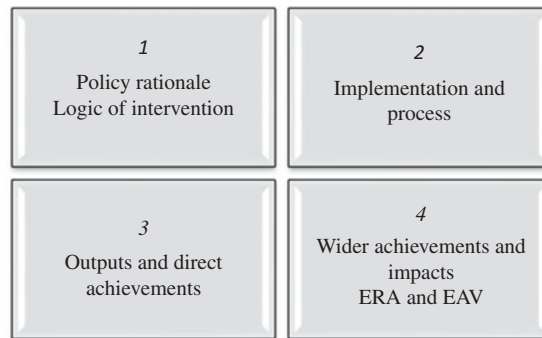 1
Policy rationale
Logic of intervention
2
Implementation and
process
3
Outputs and direct
achievements
4
Wider achievements and
impacts
ERA and EAV